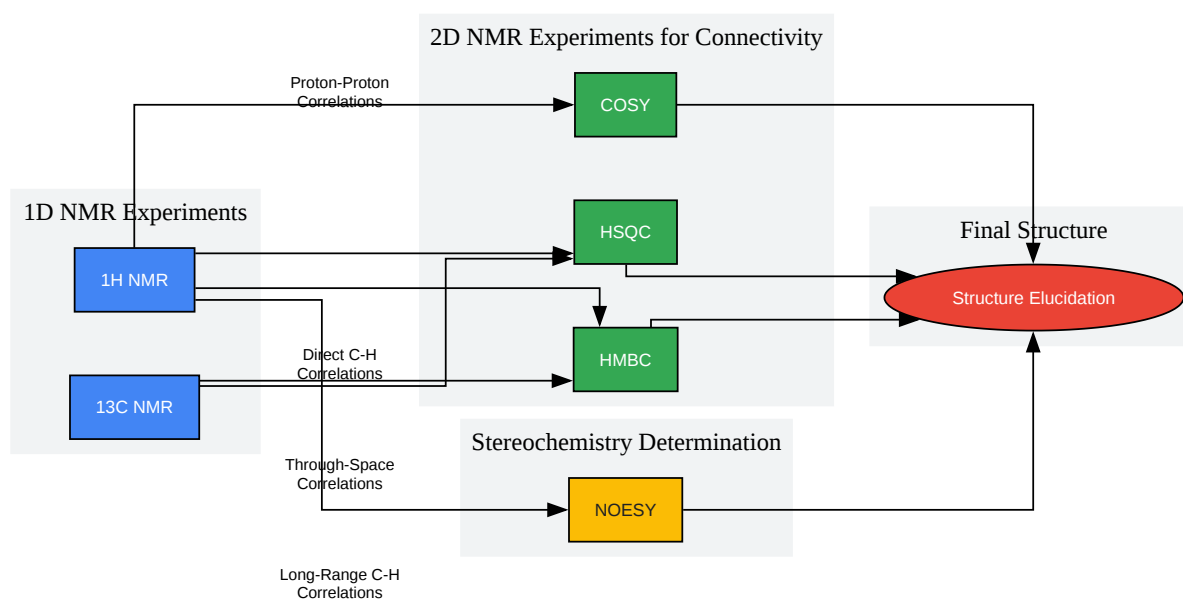 2D NMR Experiments for Connectivity
Proton-Proton
Correlations
COSY
1D NMR Experiments
HSQC
Final Structure
1H NMR
Structure Elucidation
Direct C-H
Correlations
HMBC
13C NMR
Stereochemistry Determination
Through-Space
Correlations
NOESY
Long-Range C-H
Correlations